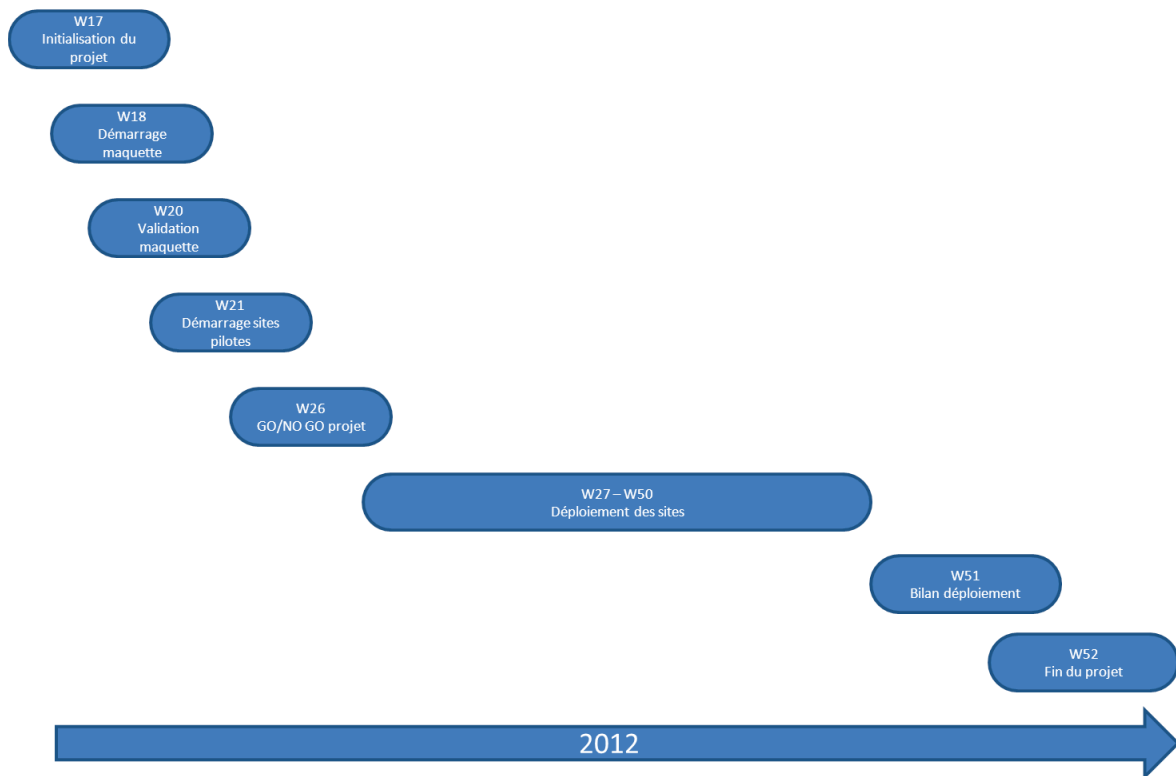 W17
Initialisation du
projet
W18
Démarrage
maquette
W20
Validation
maquette
W21
Démarrage sites
pilotes
W26
GO/NO GO projet
W27 – W50
Déploiement des sites
W51
Bilan déploiement
W52
Fin du projet
2012